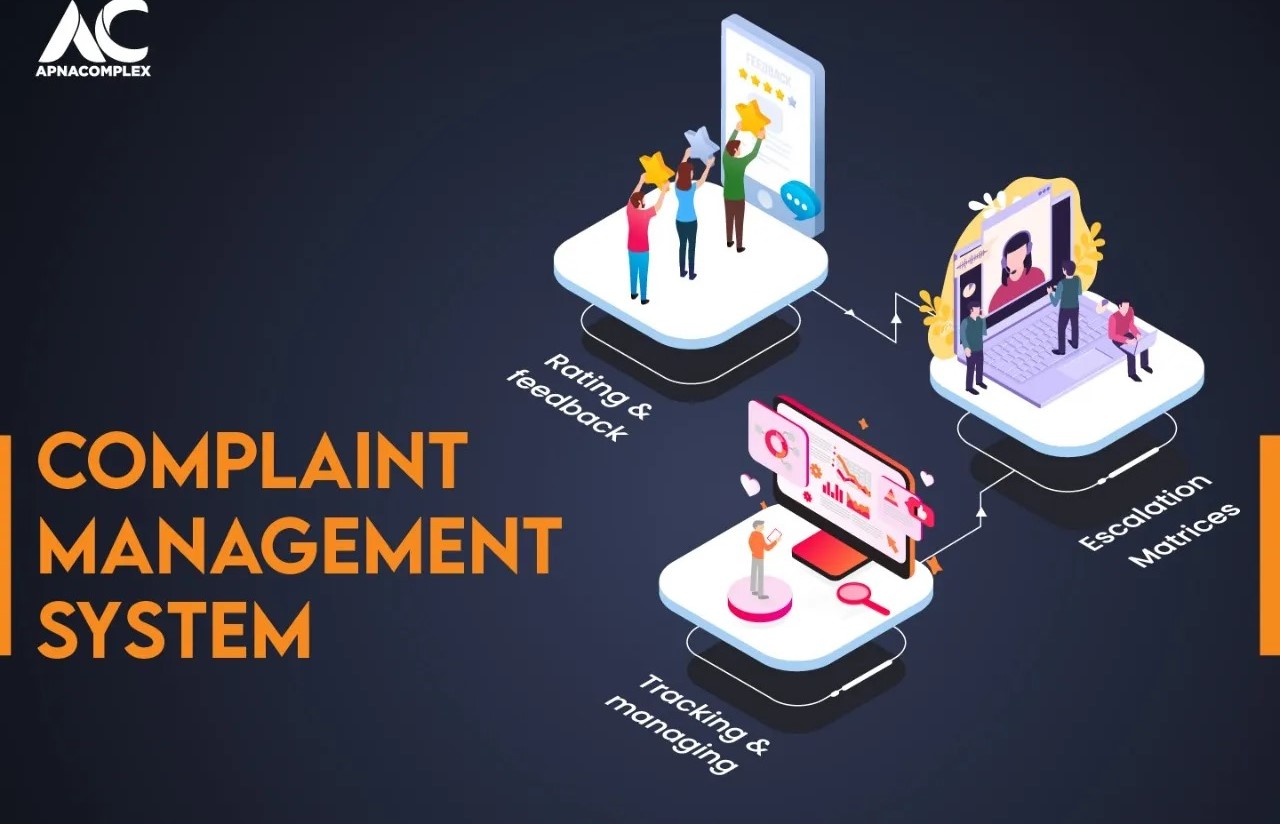 AC
APNACOMPLEX
FEEDBACK
Rating &
feedback
COMPLAINT
MANAGEMENT
SYSTEM
Escalation
Matrices
Tracking &
managing